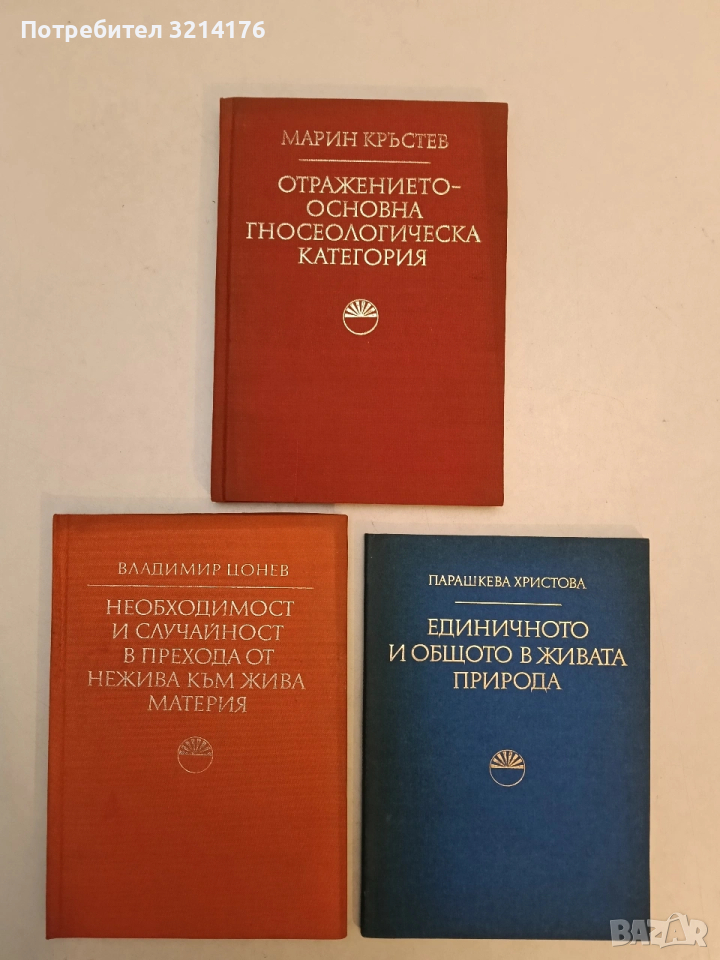 Потребител 3214176
МАРИН КРЪСТЕВ
ОТРАЖЕНИЕТО-
ОСНОВНА
ГНОСЕОЛОГИЧЕСКА
КАТЕГОРИЯ
ВЛАДИМИР ЦОНЕВ
НЕОБХОДИМОСТ
И СЛУЧАЙНОСТ
В ПРЕХОДА ОТ
НЕЖИВА КЪМ ЖИВА
МАТЕРИЯ
ПАРАШКЕВА ХРИСТОВА
ЕДИНИЧНОТО
И ОБЩОТО В ЖИВАТА
ПРИРОДА
BAZAR